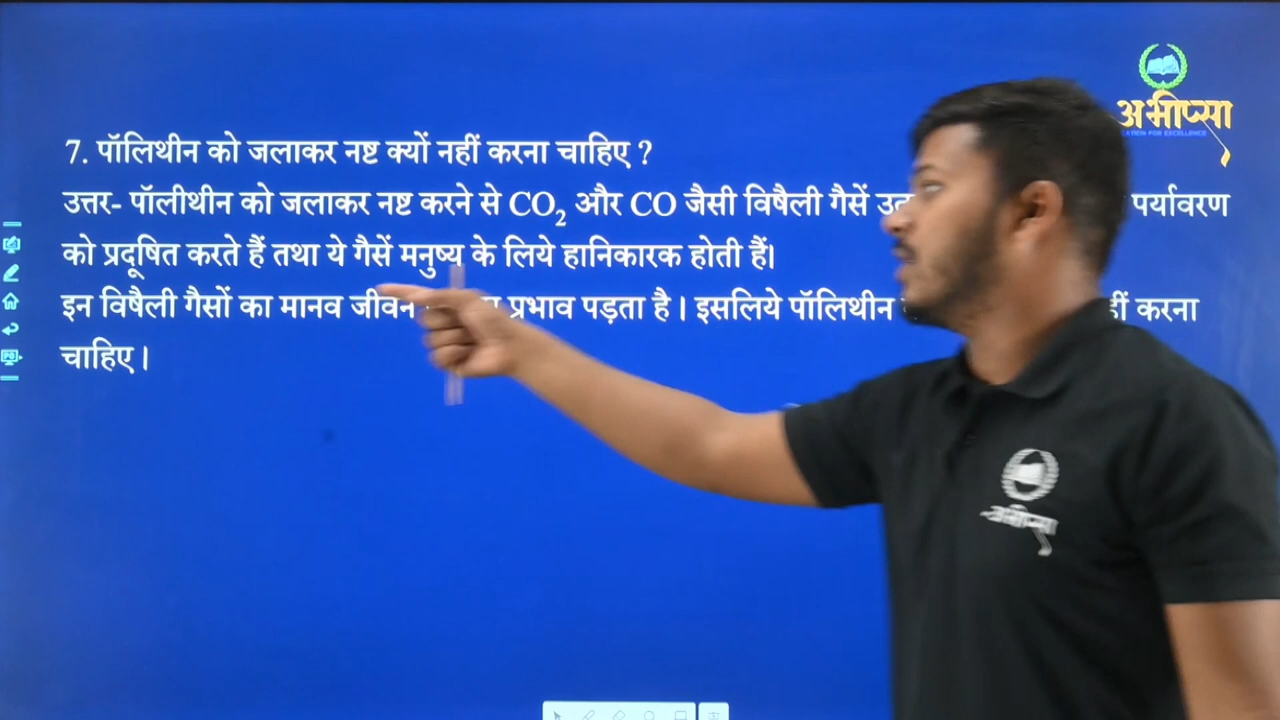 अभीप्सा
7. पॉलिथीन को जलाकर नष्ट क्यों नहीं करना चाहिए ?
उत्तर- पॉलीथीन को जलाकर नष्ट करने से CO₂ और CO जैसी विषैली गैसें पर्यावरण
को प्रदूषित करते हैं तथा ये गैसें मनुष्य के लिये हानिकारक होती हैं।
इन विषैली गैसों का मानव जीवन प्रभाव पड़ता है। इसलिये पॉलिथीन करना
चाहिए।
अभीप्सा